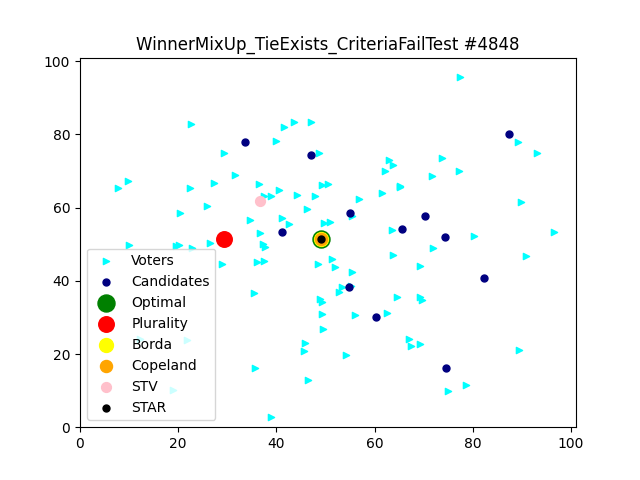 WinnerMixUp_TieExists_CriteriaFailTest #4848
100
80
60
40
20
0
Voters
Candidates
Optimal
Plurality
Borda
Copeland
STV
STAR
0 20 40 60 80 100